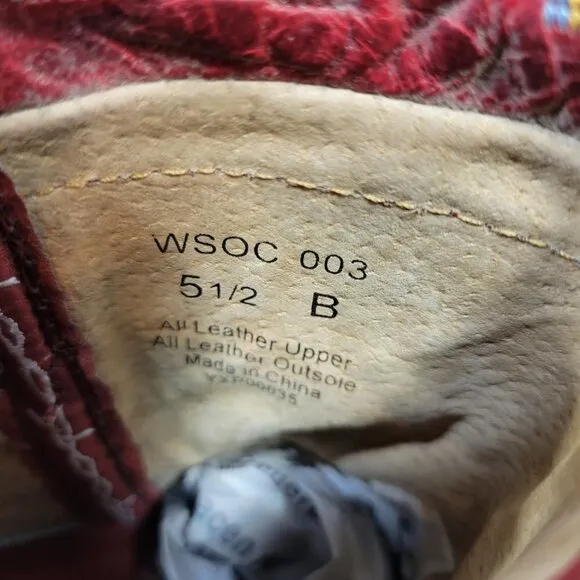 WSOC 003
5 1/2 B
All Leather Upper
All Leather Outsole
Made in China